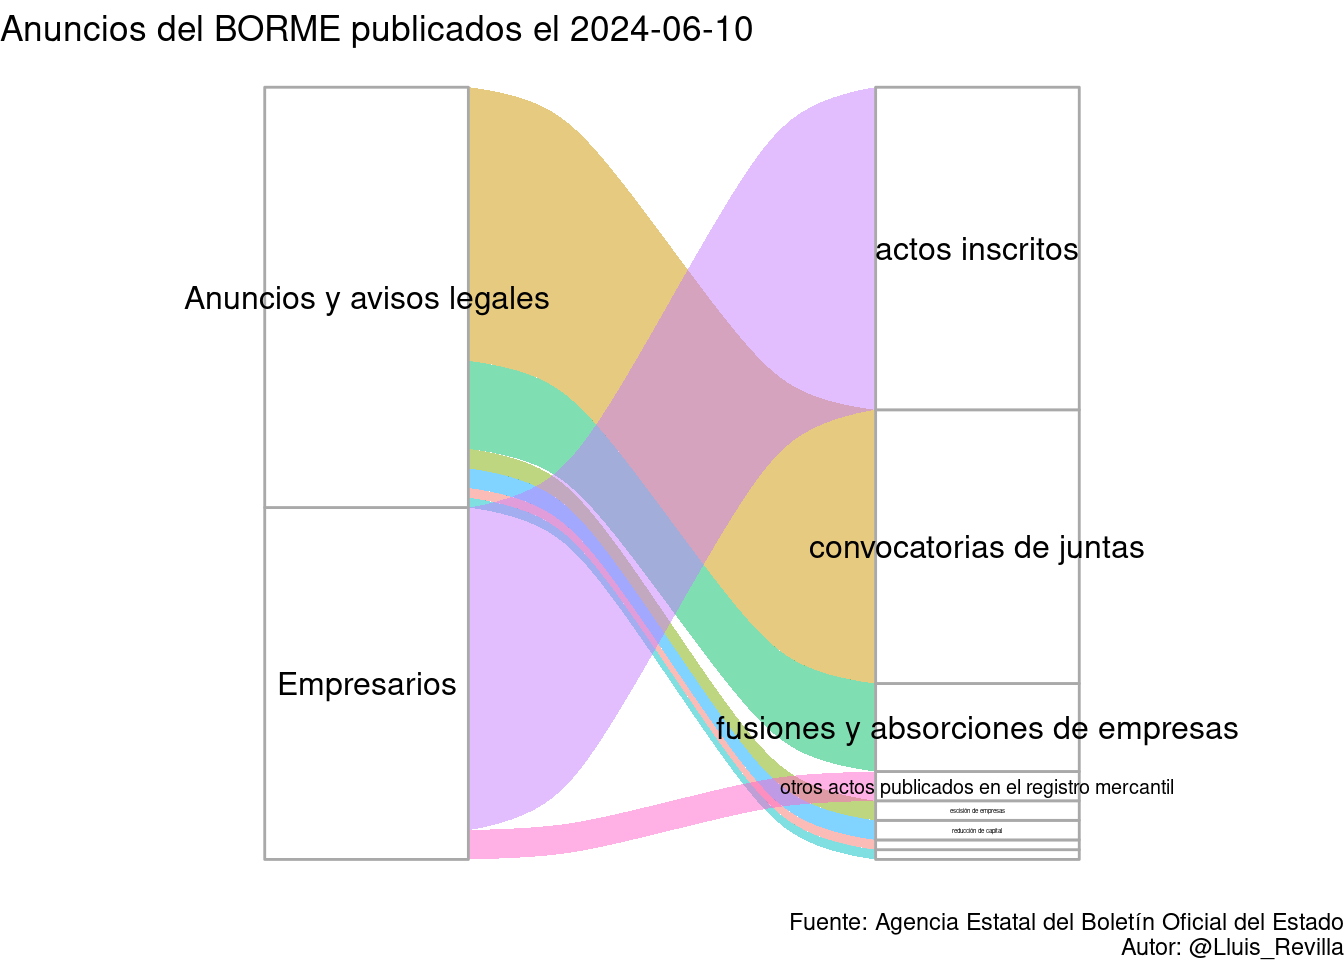 Anuncios del BORME publicados el 2024-06-10
actos inscritos
Anuncios y avisos legales
convocatorias de juntas
Empresarios
fusiones y absorciones de empresas
otros actos publicados en el registro mercantil
escisión de empresas
reducción de capital
Fuente: Agencia Estatal del Boletín Oficial del Estado
Autor: @Lluis_Revilla